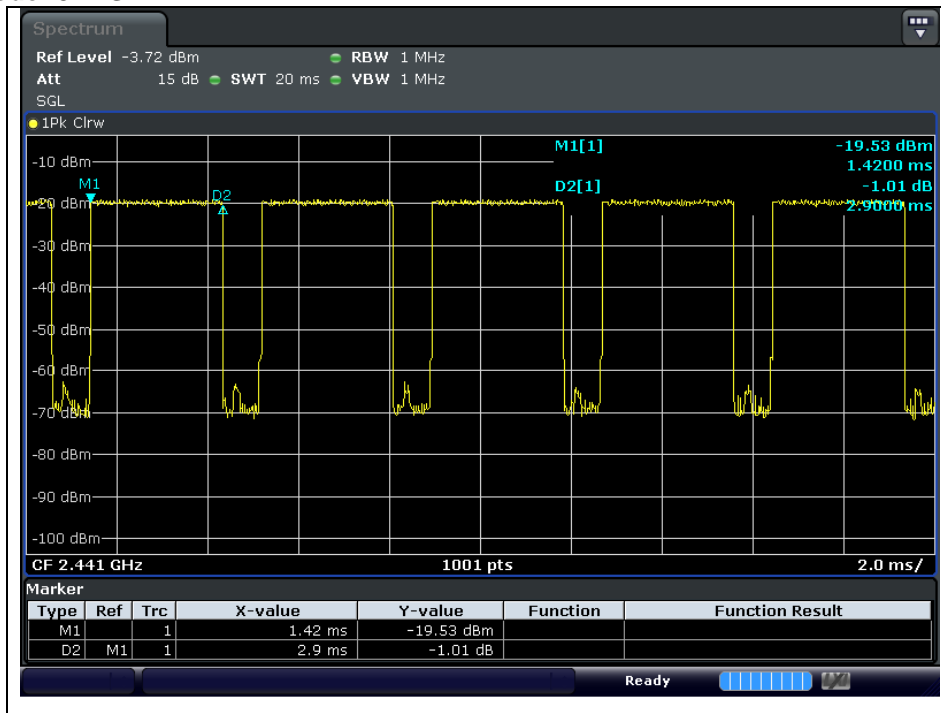 Spectrum
Ref Level -3.72 dBm RBW 1 MHz
Att 15 dB SWT 20 ms VBW 1 MHz
SGL
1Pk Clrw
M1[1] -19.53 dBm
1.4200 ms
D2[1] -1.01 dB
2.9000 ms
-10 dBm
M1
D2
-20 dBm
-30 dBm
-40 dBm
-50 dBm
-60 dBm
-70 dBm
-80 dBm
-90 dBm
-100 dBm
CF 2.441 GHz 1001 pts 2.0 ms/
Marker
Type Ref Trc X-value Y-value Function Function Result
M1 1 1.42 ms -19.53 dBm
D2 M1 1 2.9 ms -1.01 dB
Ready